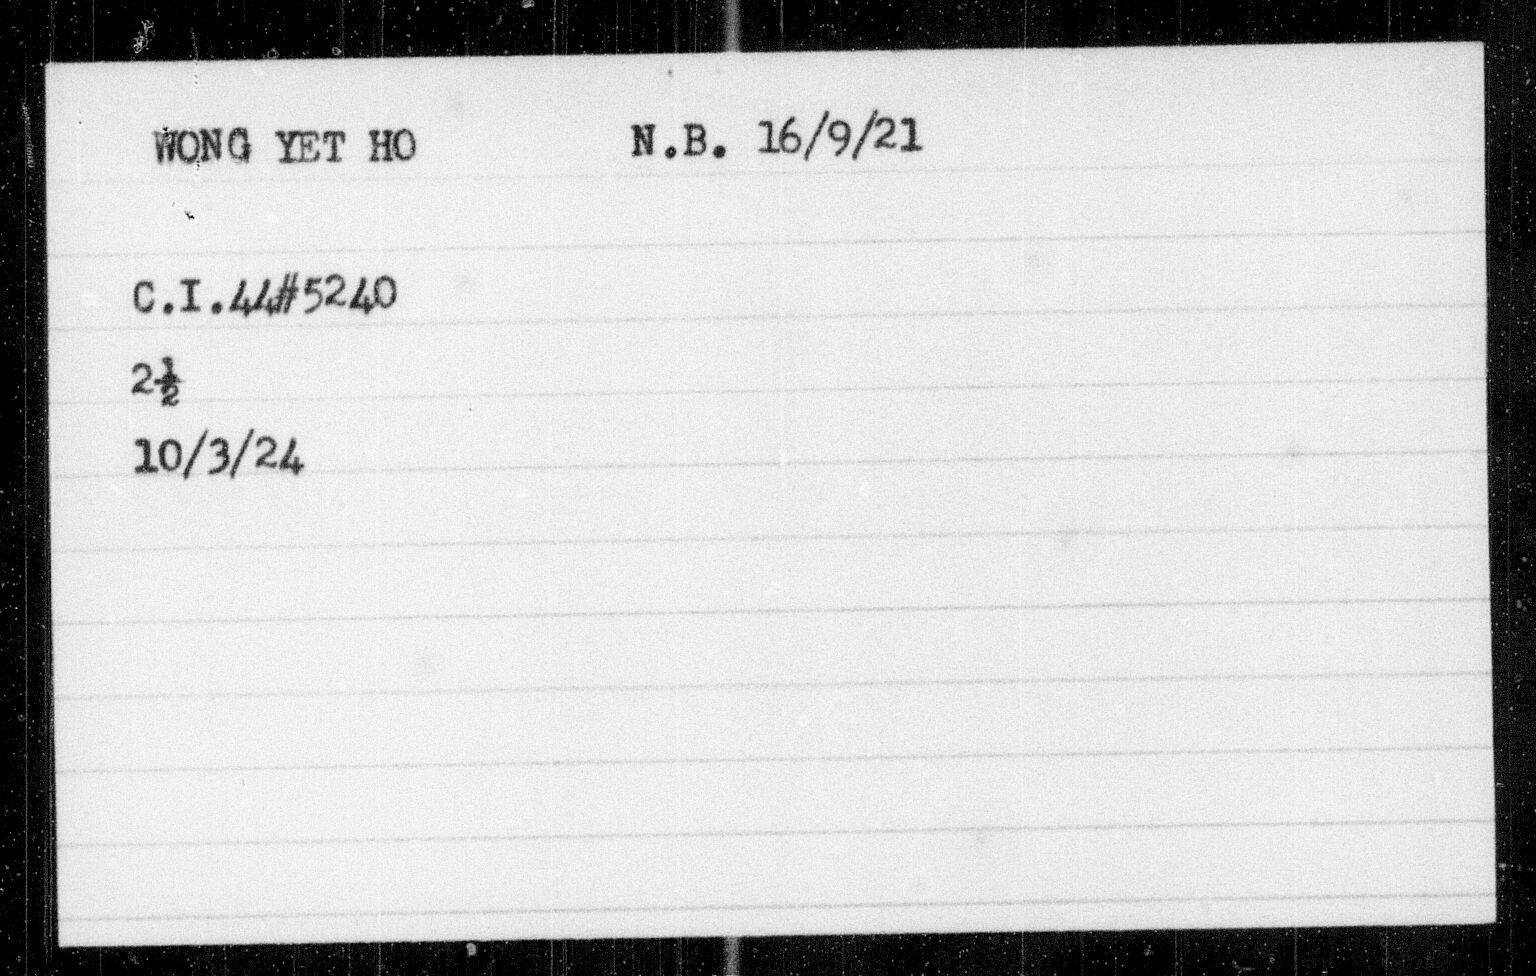 WONG YET HO N.B. 16/9/21
C.I.44#5240
2½
10/3/24